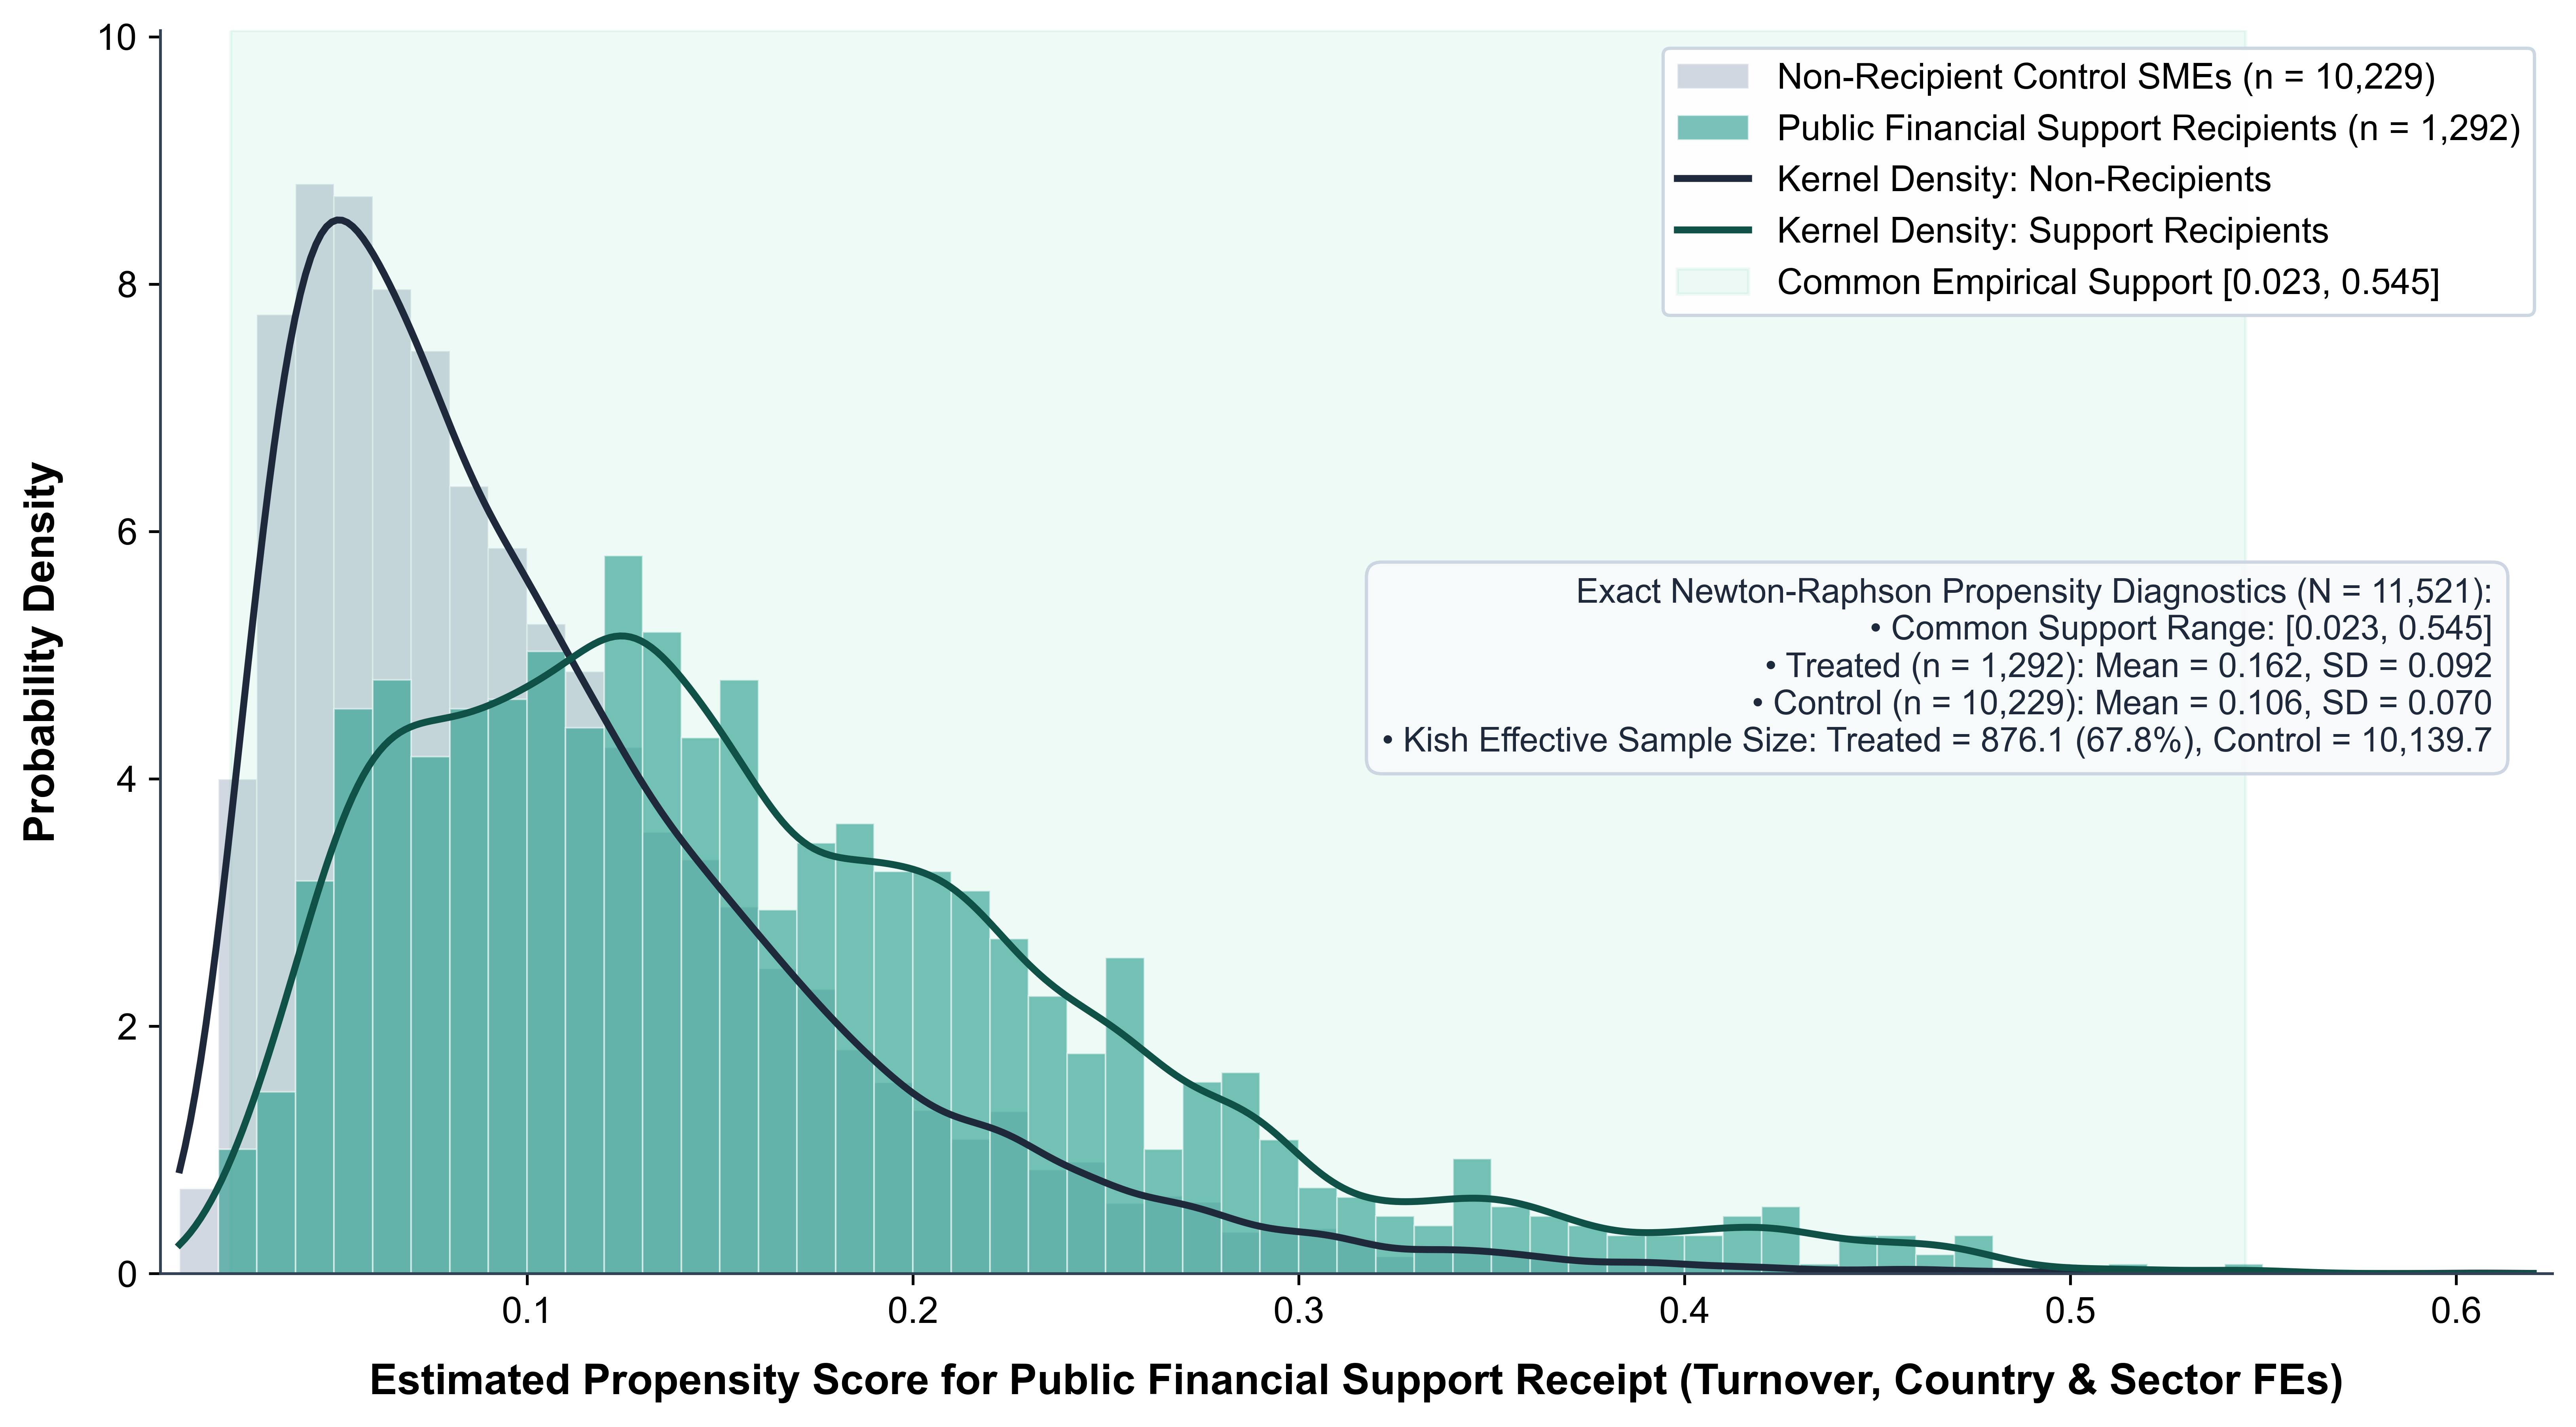 10
8
6
4
2
0
Probability Density
Non-Recipient Control SMEs (n = 10,229)
Public Financial Support Recipients (n = 1,292)
Kernel Density: Non-Recipients
Kernel Density: Support Recipients
Common Empirical Support [0.023, 0.545]
Exact Newton-Raphson Propensity Diagnostics (N = 11,521):
• Common Support Range: [0.023, 0.545]
• Treated (n = 1,292): Mean = 0.162, SD = 0.092
• Control (n = 10,229): Mean = 0.106, SD = 0.070
• Kish Effective Sample Size: Treated = 876.1 (67.8%), Control = 10,139.7
0.1 0.2 0.3 0.4 0.5 0.6
Estimated Propensity Score for Public Financial Support Receipt (Turnover, Country & Sector FEs)